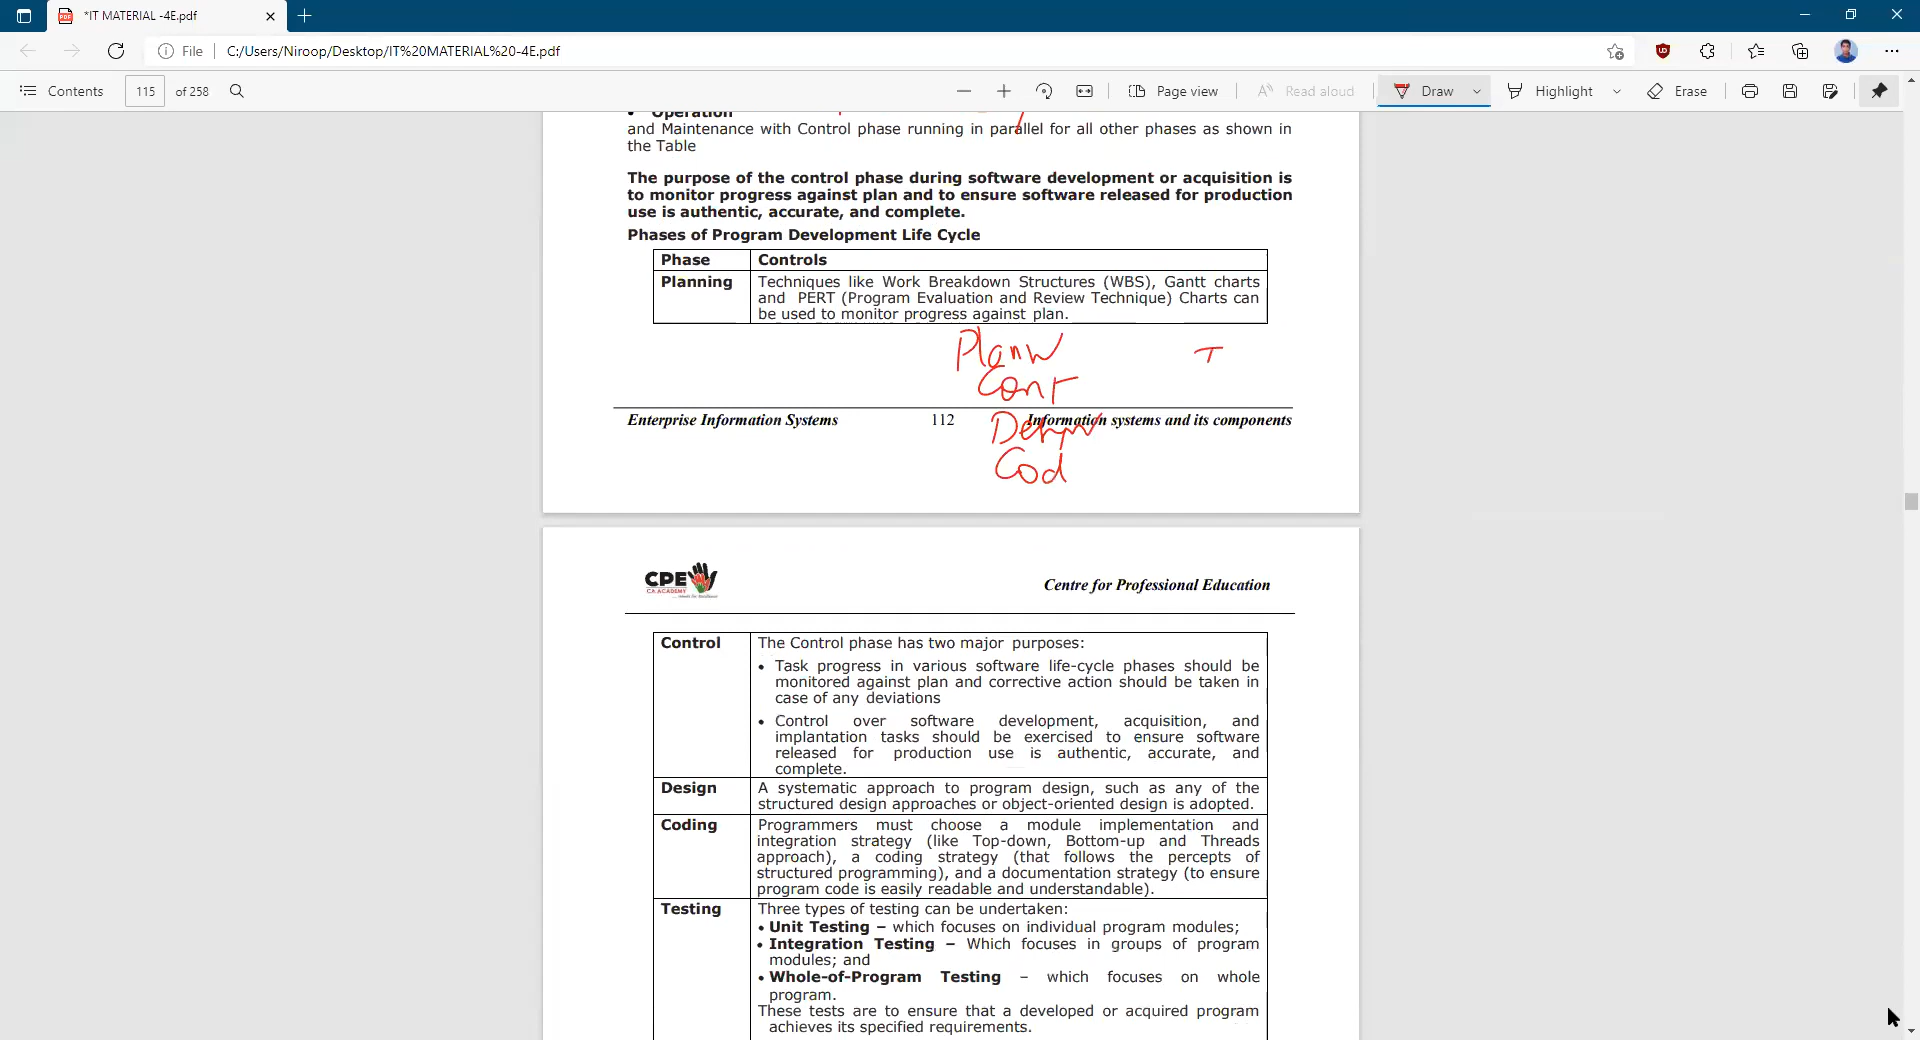 *IT MATERIAL -4E.pdf
File C:/Users/Niroop/Desktop/IT%20MATERIAL%20-4E.pdf
Contents 115 of 258 Page view Read aloud Draw Highlight Erase
• Operation
and Maintenance with Control phase running in parallel for all other phases as shown in
the Table
The purpose of the control phase during software development or acquisition is
to monitor progress against plan and to ensure software released for production
use is authentic, accurate, and complete.
Phases of Program Development Life Cycle
Phase Controls
Planning Techniques like Work Breakdown Structures (WBS), Gantt charts
and PERT (Program Evaluation and Review Technique) Charts can
be used to monitor progress against plan.
T
Cont
Enterprise Information Systems 112 Information systems and its components
Cod
CPE
CA ACADEMY
Centre for Professional Education
Control The Control phase has two major purposes:
• Task progress in various software life-cycle phases should be
monitored against plan and corrective action should be taken in
case of any deviations
• Control over software development, acquisition, and
implantation tasks should be exercised to ensure software
released for production use is authentic, accurate, and
complete.
Design A systematic approach to program design, such as any of the
structured design approaches or object-oriented design is adopted.
Coding Programmers must choose a module implementation and
integration strategy (like Top-down, Bottom-up and Threads
approach), a coding strategy (that follows the percepts of
structured programming), and a documentation strategy (to ensure
program code is easily readable and understandable).
Testing Three types of testing can be undertaken:
• Unit Testing – which focuses on individual program modules;
• Integration Testing – Which focuses in groups of program
modules; and
• Whole-of-Program Testing – which focuses on whole
program.
These tests are to ensure that a developed or acquired program
achieves its specified requirements.